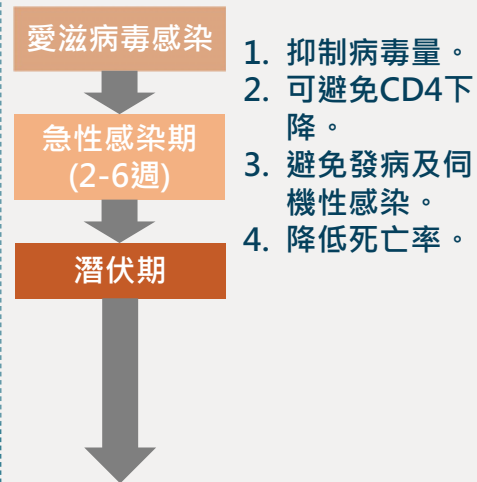 愛滋病毒感染
急性感染期
(2-6週)
潛伏期
1. 抑制病毒量。
2. 可避免CD4下
降。
3. 避免發病及伺
機性感染。
4. 降低死亡率。